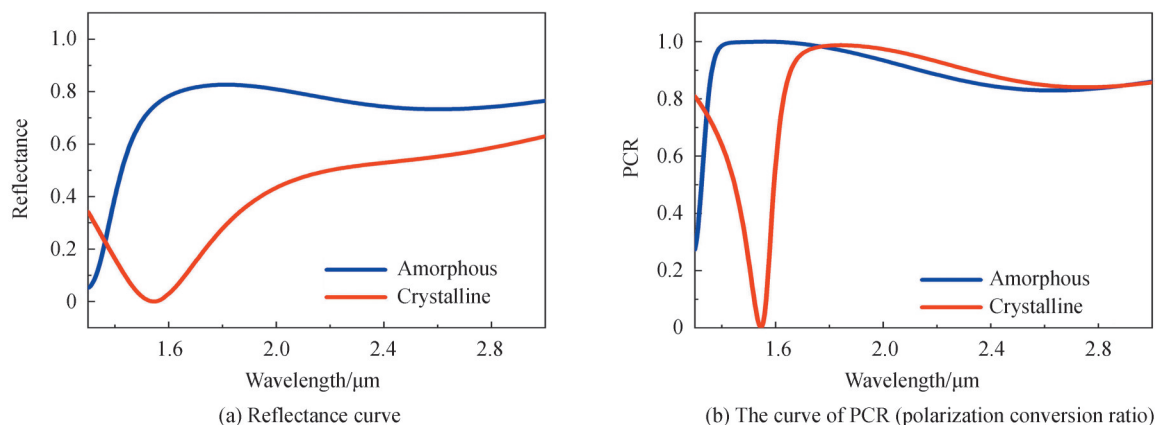 1.0
0.8
0.6
0.4
0.2
0
Reflectance
Amorphous
Crystalline
1.6 2.0 2.4 2.8
Wavelength/μm
(a) Reflectance curve
1.0
0.8
0.6
0.4
0.2
0
PCR
Amorphous
Crystalline
1.6 2.0 2.4 2.8
Wavelength/μm
(b) The curve of PCR (polarization conversion ratio)